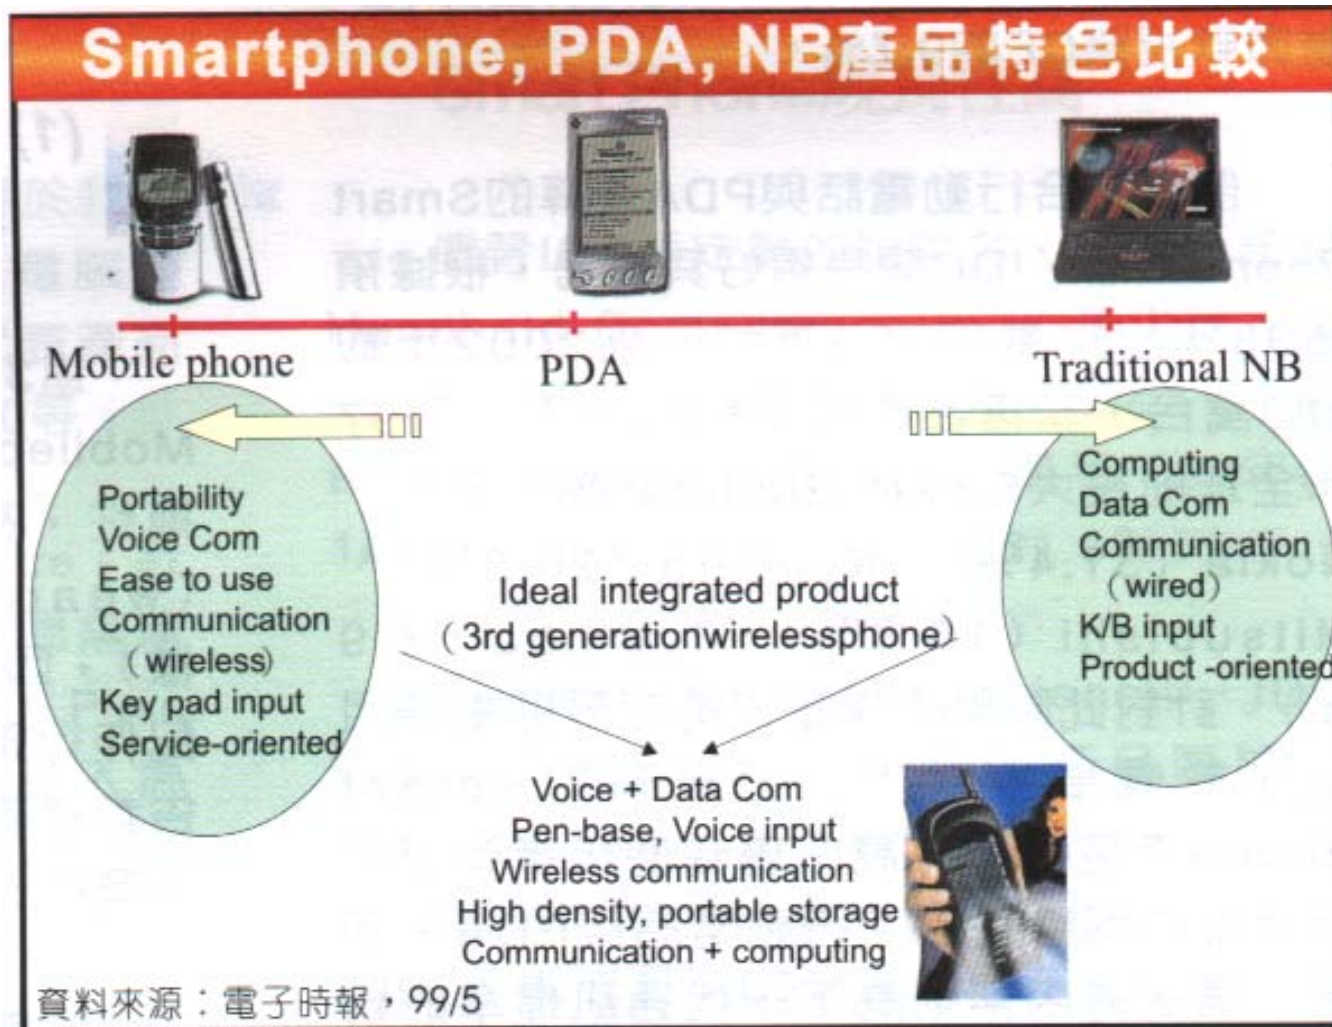 Smartphone, PDA, NB產品特色比較
Mobile phone
PDA
Traditional NB
Portability
Voice Com
Ease to use
Communication
（wireless）
Key pad input
Service-oriented
Ideal integrated product
（3rd generationwirelessphone）
Computing
Data Com
Communication
（wired）
K/B input
Product -oriented
Voice + Data Com
Pen-base, Voice input
Wireless communication
High density, portable storage
Communication + computing
資料來源：電子時報，99/5